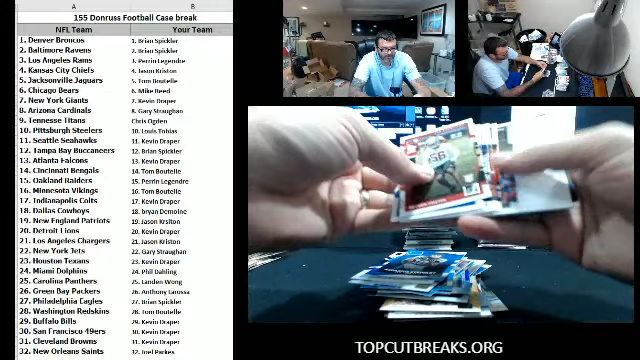 A B
155 Donruss Football Case break
NFL Team Your Team
1. Denver Broncos 1. Brian Spickler
2. Baltimore Ravens 2. Brian Spickler
3. Los Angeles Rams 3. Perrin Legendre
4. Kansas City Chiefs 4. Jason Kriston
5. Jacksonville Jaguars 5. Tom Boutelle
6. Chicago Bears 6. Mike Reed
7. New York Giants 7. Kevin Draper
8. Arizona Cardinals 8. Gary Straughan
9. Tennesse Titans Chris Ogden
10. Pittsburgh Steelers 10. Louis Tobias
11. Seattle Seahawks 11. Kevin Draper
12. Tampa Bay Buccaneers 12. Brian Spickler
13. Atlanta Falcons 13. Kevin Draper
14. Cincinnati Bengals 14. Tom Boutelle
15. Oakland Raiders 15. Perrin Legendre
16. Minnesota Vikings 16. Tom Boutelle
17. Indianapolis Colts 17. Kevin Draper
18. Dallas Cowboys 18. bryan Demoine
19. New England Patriots 19. Jason Kriston
20. Detroit Lions 20. Kevin Draper
21. Los Angeles Chargers 21. Jason Kriston
22. New York Jets 22. Gary Straughan
23. Houston Texans 23. Kevin Draper
24. Miami Dolphins 24. Phil Dahling
25. Carolina Panthers 25. Landen Wong
26. Green Bay Packers 26. Anthony Larossa
27. Philadelphia Eagles 27. Brian Spickler
28. Washington Redskins 28. Tom Boutelle
29. Buffalo Bills 29. Kevin Draper
30. San Francisco 49ers 30. Kevin Draper
31. Cleveland Browns 31. Kevin Draper
32. New Orleans Saints 32. Joel Parkes
56
TOPCUTBREAKS.ORG